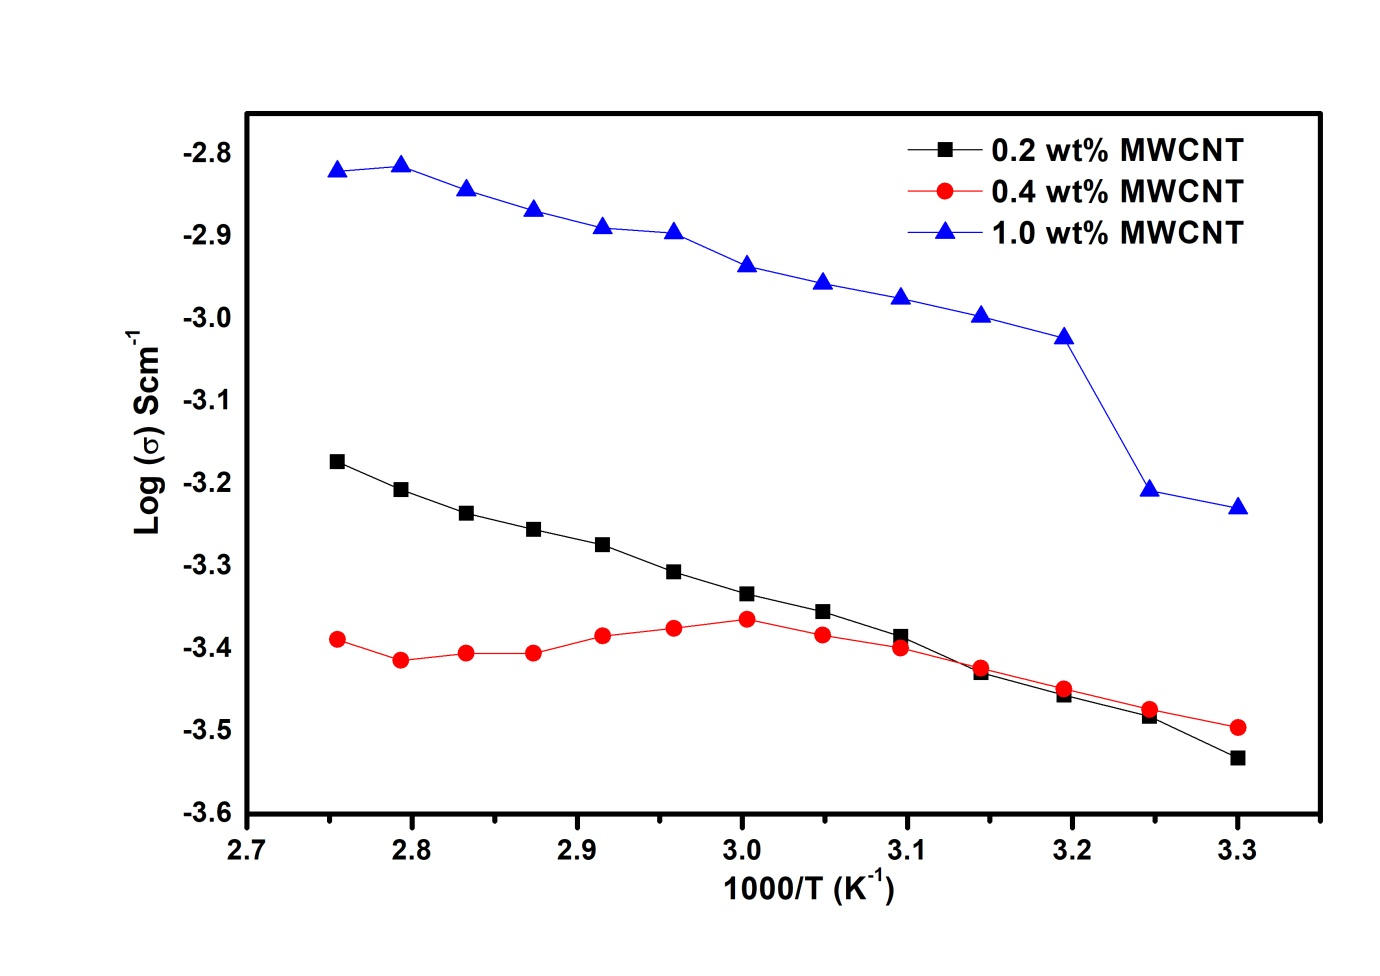 0.2 wt% MWCNT
0.4 wt% MWCNT
1.0 wt% MWCNT
-2.8
-2.9
-3.0
-3.1
-3.2
-3.3
-3.4
-3.5
-3.6
Log (σ) Scm⁻¹
2.7 2.8 2.9 3.0 3.1 3.2 3.3
1000/T (K⁻¹)